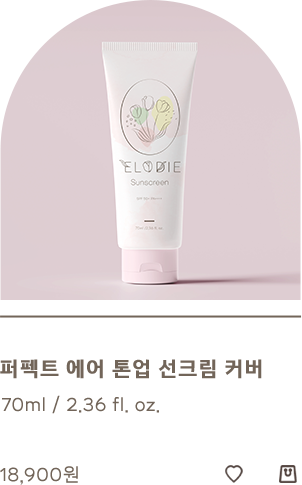 ELODIE
Sunscreen
퍼펙트 에어 톤업 선크림 커버
70ml / 2.36 fl. oz.
18,900원